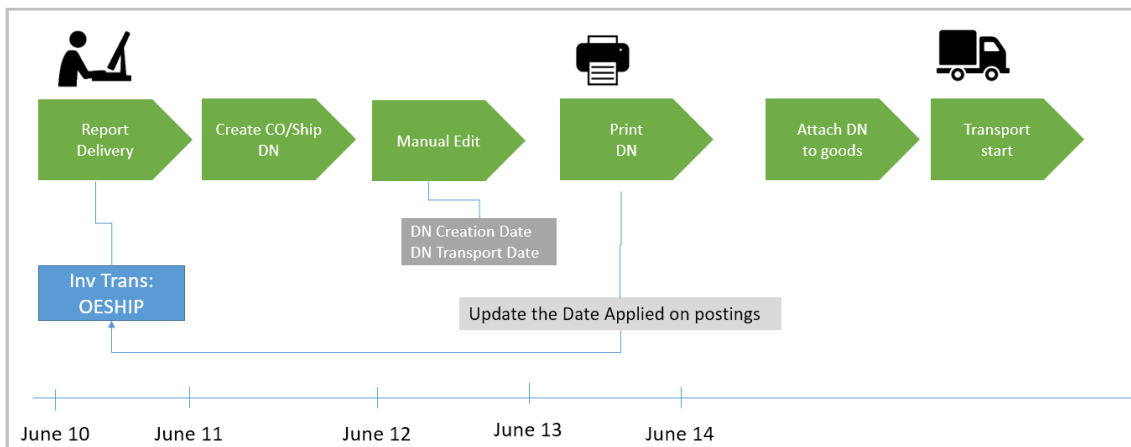 Report
Delivery
Create CO/Ship
DN
Manual Edit
Print
DN
Attach DN
to goods
Transport
start
DN Creation Date
DN Transport Date
Inv Trans:
OESHIP
Update the Date Applied on postings
June 10
June 11
June 12
June 13
June 14